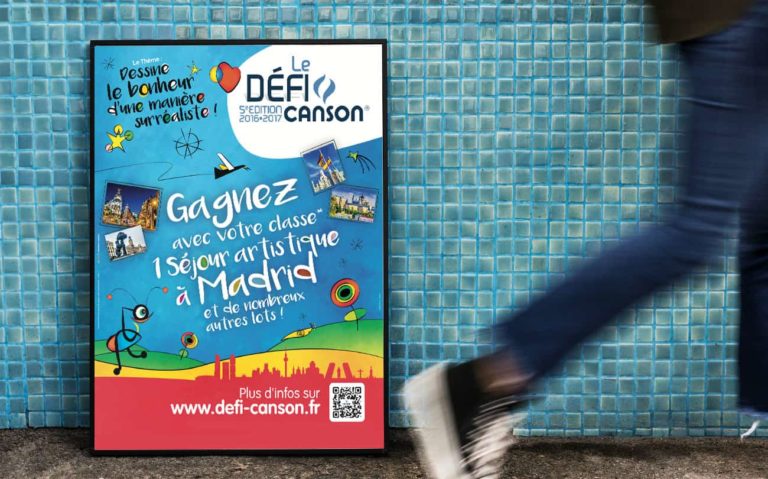 Le Thème :
Dessine
le bonheur
d'une manière
surréaliste !
Le
DÉFI
5e EDITION
2016•2017
CANSON®
Gagnez
avec votre classe*
1 Séjour artistique
à Madrid
et de nombreux
autres lots !
Plus d'infos sur
www.defi-canson.fr